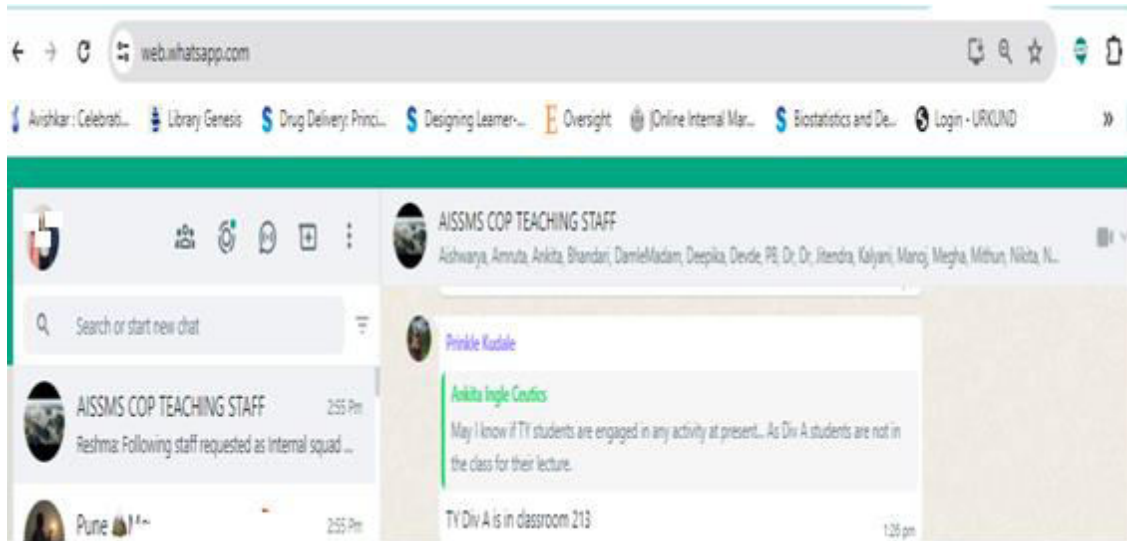 web.whatsapp.com
Avishkar : Celebrati... Library Genesis Drug Delivery: Princi... Designing Learner-... Oversight |Online Internal Mar... Biostatistics and De... Login - URKUND »
AISSMS COP TEACHING STAFF
Aishwarya, Amruta, Ankita, Bhandari, DamleMadam, Deepika, Devde, PB, Dr, Dr, Jitendra, Kalyani, Manoj, Megha, Mithun, Nikita, N...
Search or start new chat
AISSMS COP TEACHING STAFF 2:55 Pm
Reshma: Following staff requested as Internal squad ...
Pune 2:55 Pm
Prinkle Kudale
Ankita Ingle Ceutics
May I know if TY students are engaged in any activity at present... As Div A students are not in
the class for their lecture.
TY Div A is in classroom 213
1:26 pm